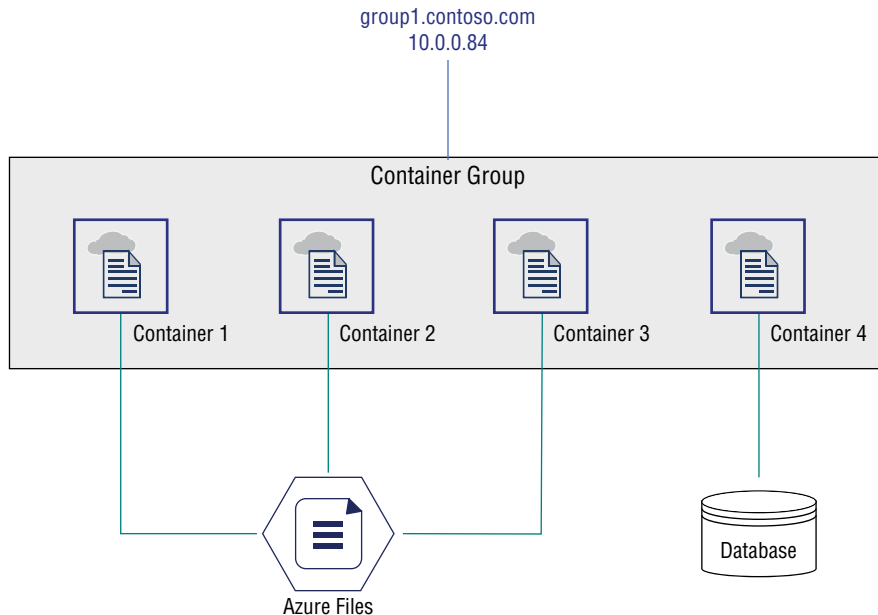 group1.contoso.com
10.0.0.84
Container Group
Container 1
Container 2
Container 3
Container 4
Database
Azure Files